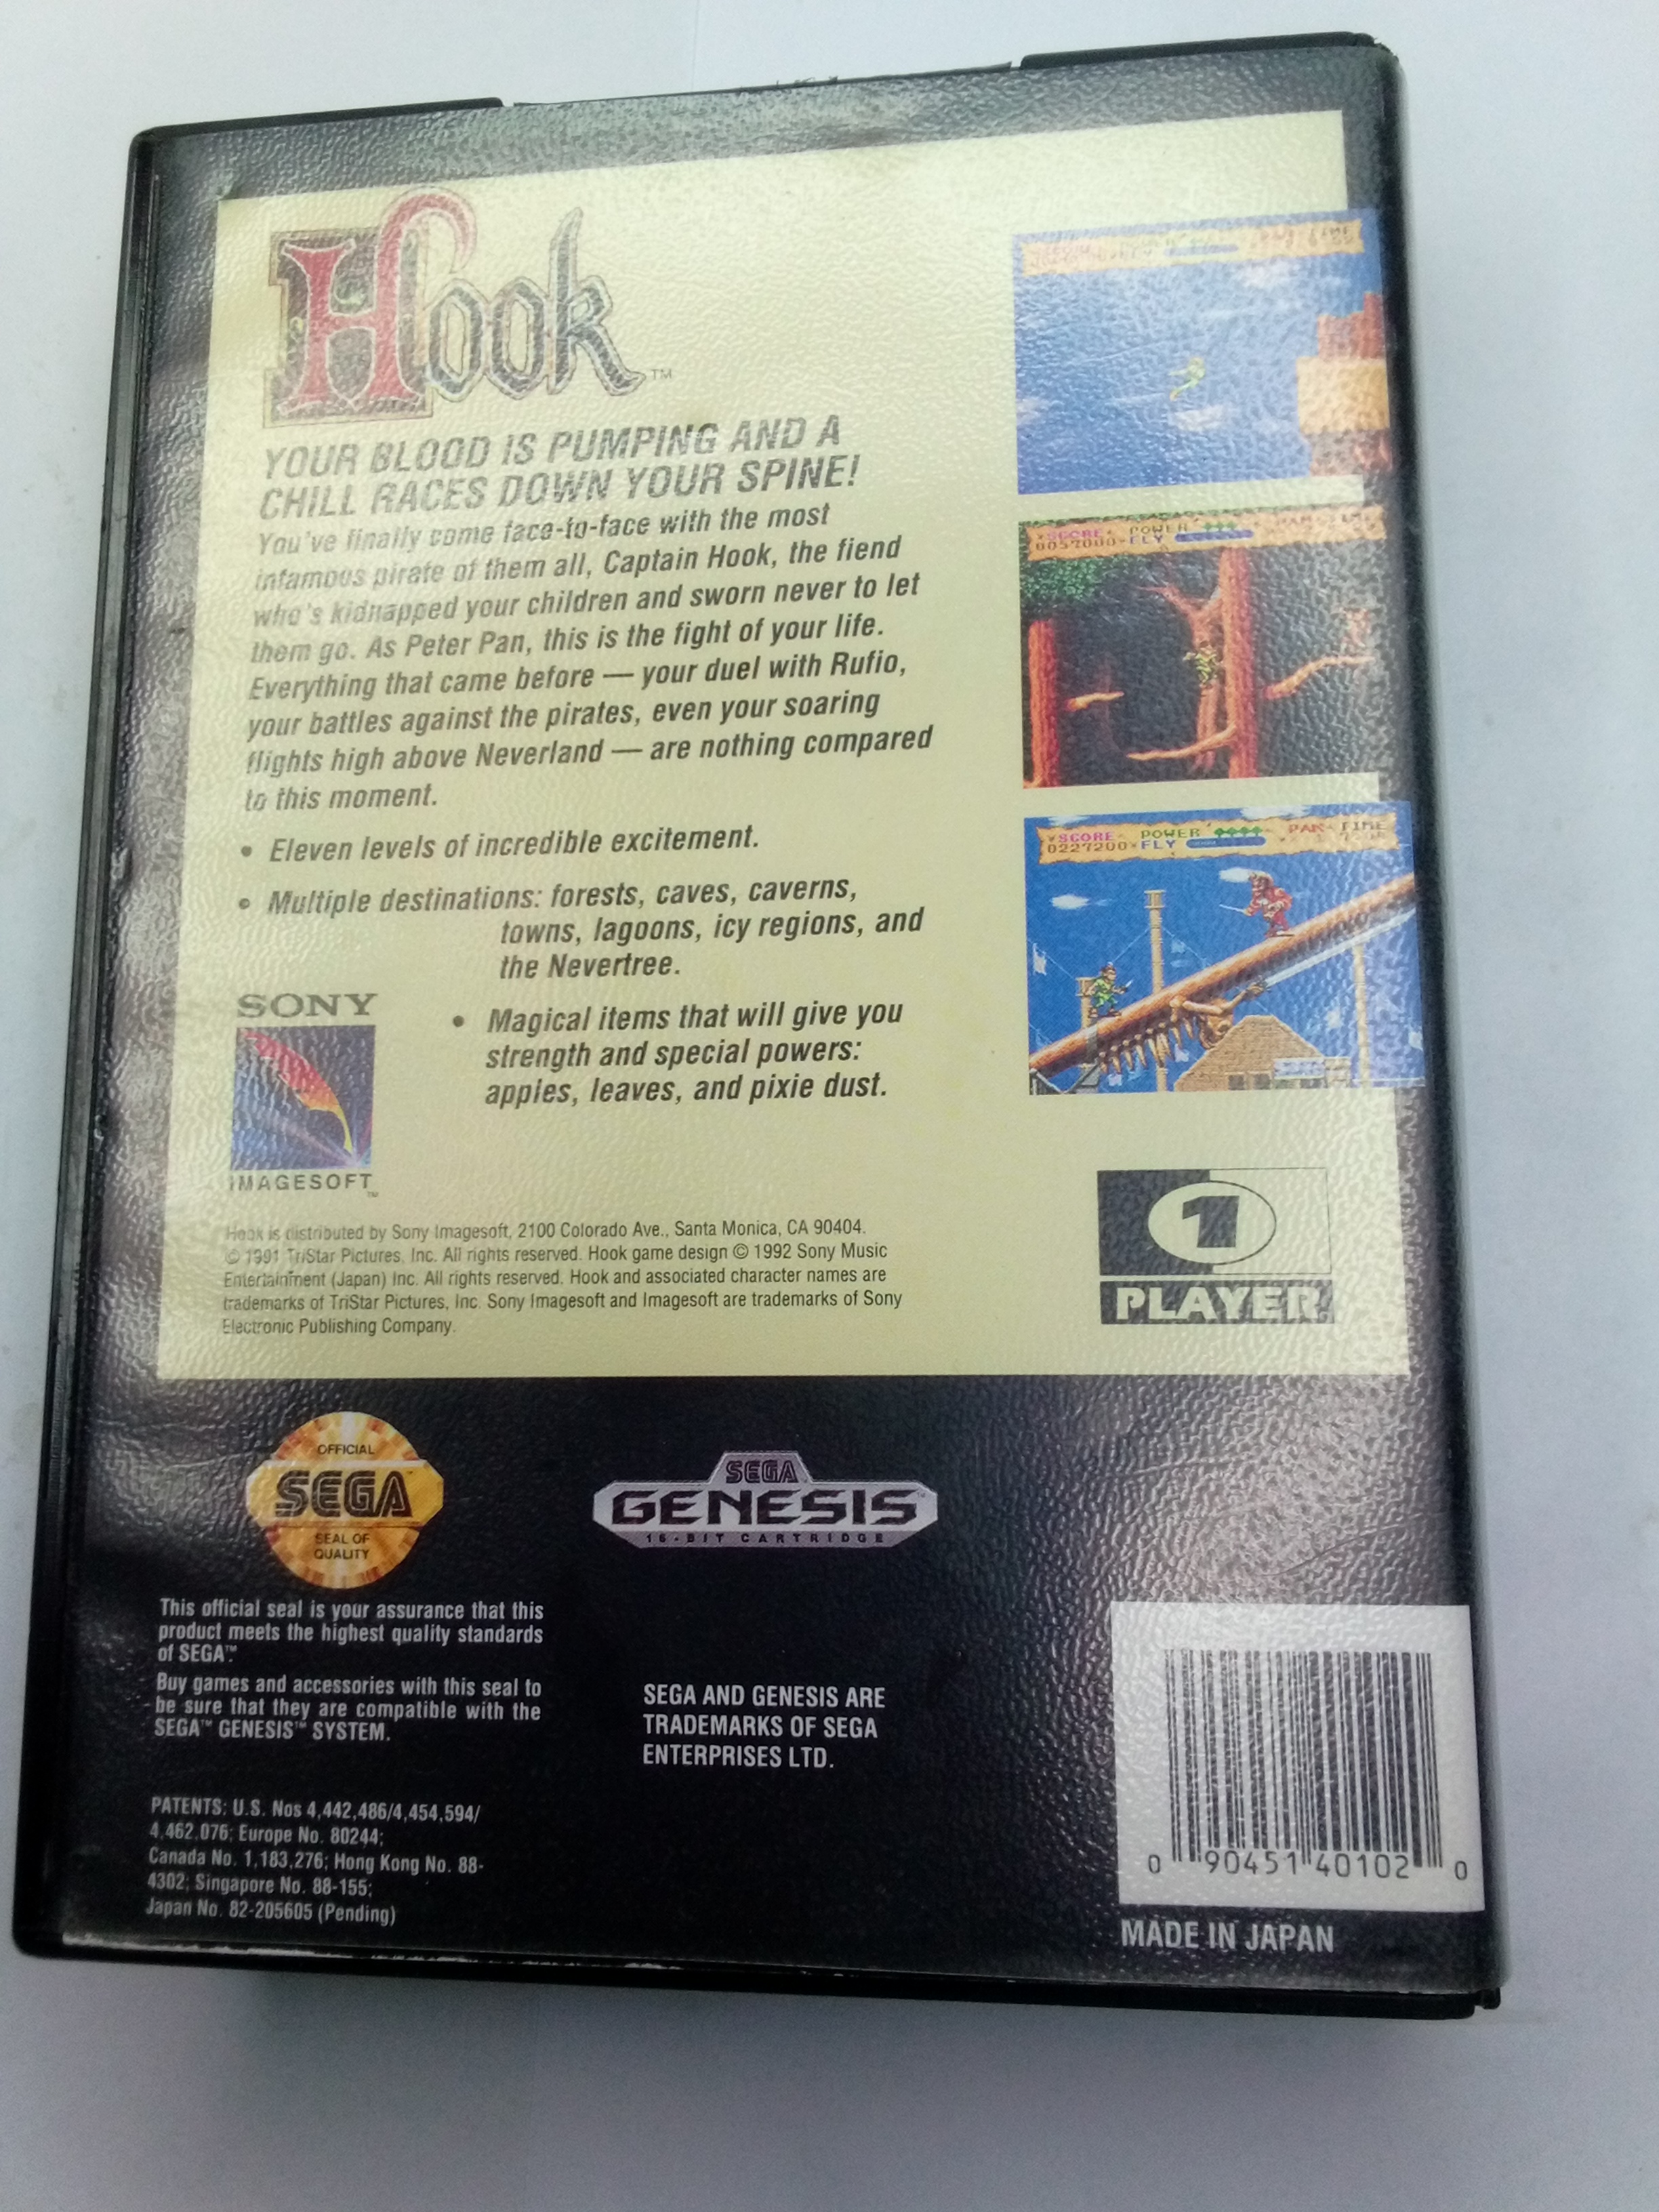 Hook™
YOUR BLOOD IS PUMPING AND A
CHILL RACES DOWN YOUR SPINE!
You've finally come face-to-face with the most
infamous pirate of them all, Captain Hook, the fiend
who's kidnapped your children and sworn never to let
them go. As Peter Pan, this is the fight of your life.
Everything that came before — your duel with Rufio,
your battles against the pirates, even your soaring
flights high above Neverland — are nothing compared
to this moment.
• Eleven levels of incredible excitement.
• Multiple destinations: forests, caves, caverns,
towns, lagoons, icy regions, and
the Nevertree.
• Magical items that will give you
strength and special powers:
apples, leaves, and pixie dust.
SONY
IMAGESOFT™
SCORE POWER
0057000 FLY
SCORE POWER PAN TIME
0227200 FLY
Hook is distributed by Sony Imagesoft, 2100 Colorado Ave., Santa Monica, CA 90404.
© 1991 TriStar Pictures, Inc. All rights reserved. Hook game design © 1992 Sony Music
Entertainment (Japan) Inc. All rights reserved. Hook and associated character names are
trademarks of TriStar Pictures, Inc. Sony Imagesoft and Imagesoft are trademarks of Sony
Electronic Publishing Company.
1
PLAYER
OFFICIAL
SEGA™
SEAL OF
QUALITY
SEGA
GENESIS™
16-BIT CARTRIDGE
This official seal is your assurance that this
product meets the highest quality standards
of SEGA™.
Buy games and accessories with this seal to
be sure that they are compatible with the
SEGA™ GENESIS™ SYSTEM.
SEGA AND GENESIS ARE
TRADEMARKS OF SEGA
ENTERPRISES LTD.
PATENTS: U.S. Nos 4,442,486/4,454,594/
4,462,076; Europe No. 80244;
Canada No. 1,183,276; Hong Kong No. 88-
4302; Singapore No. 88-155;
Japan No. 82-205605 (Pending)
0 90451 40102 0
MADE IN JAPAN